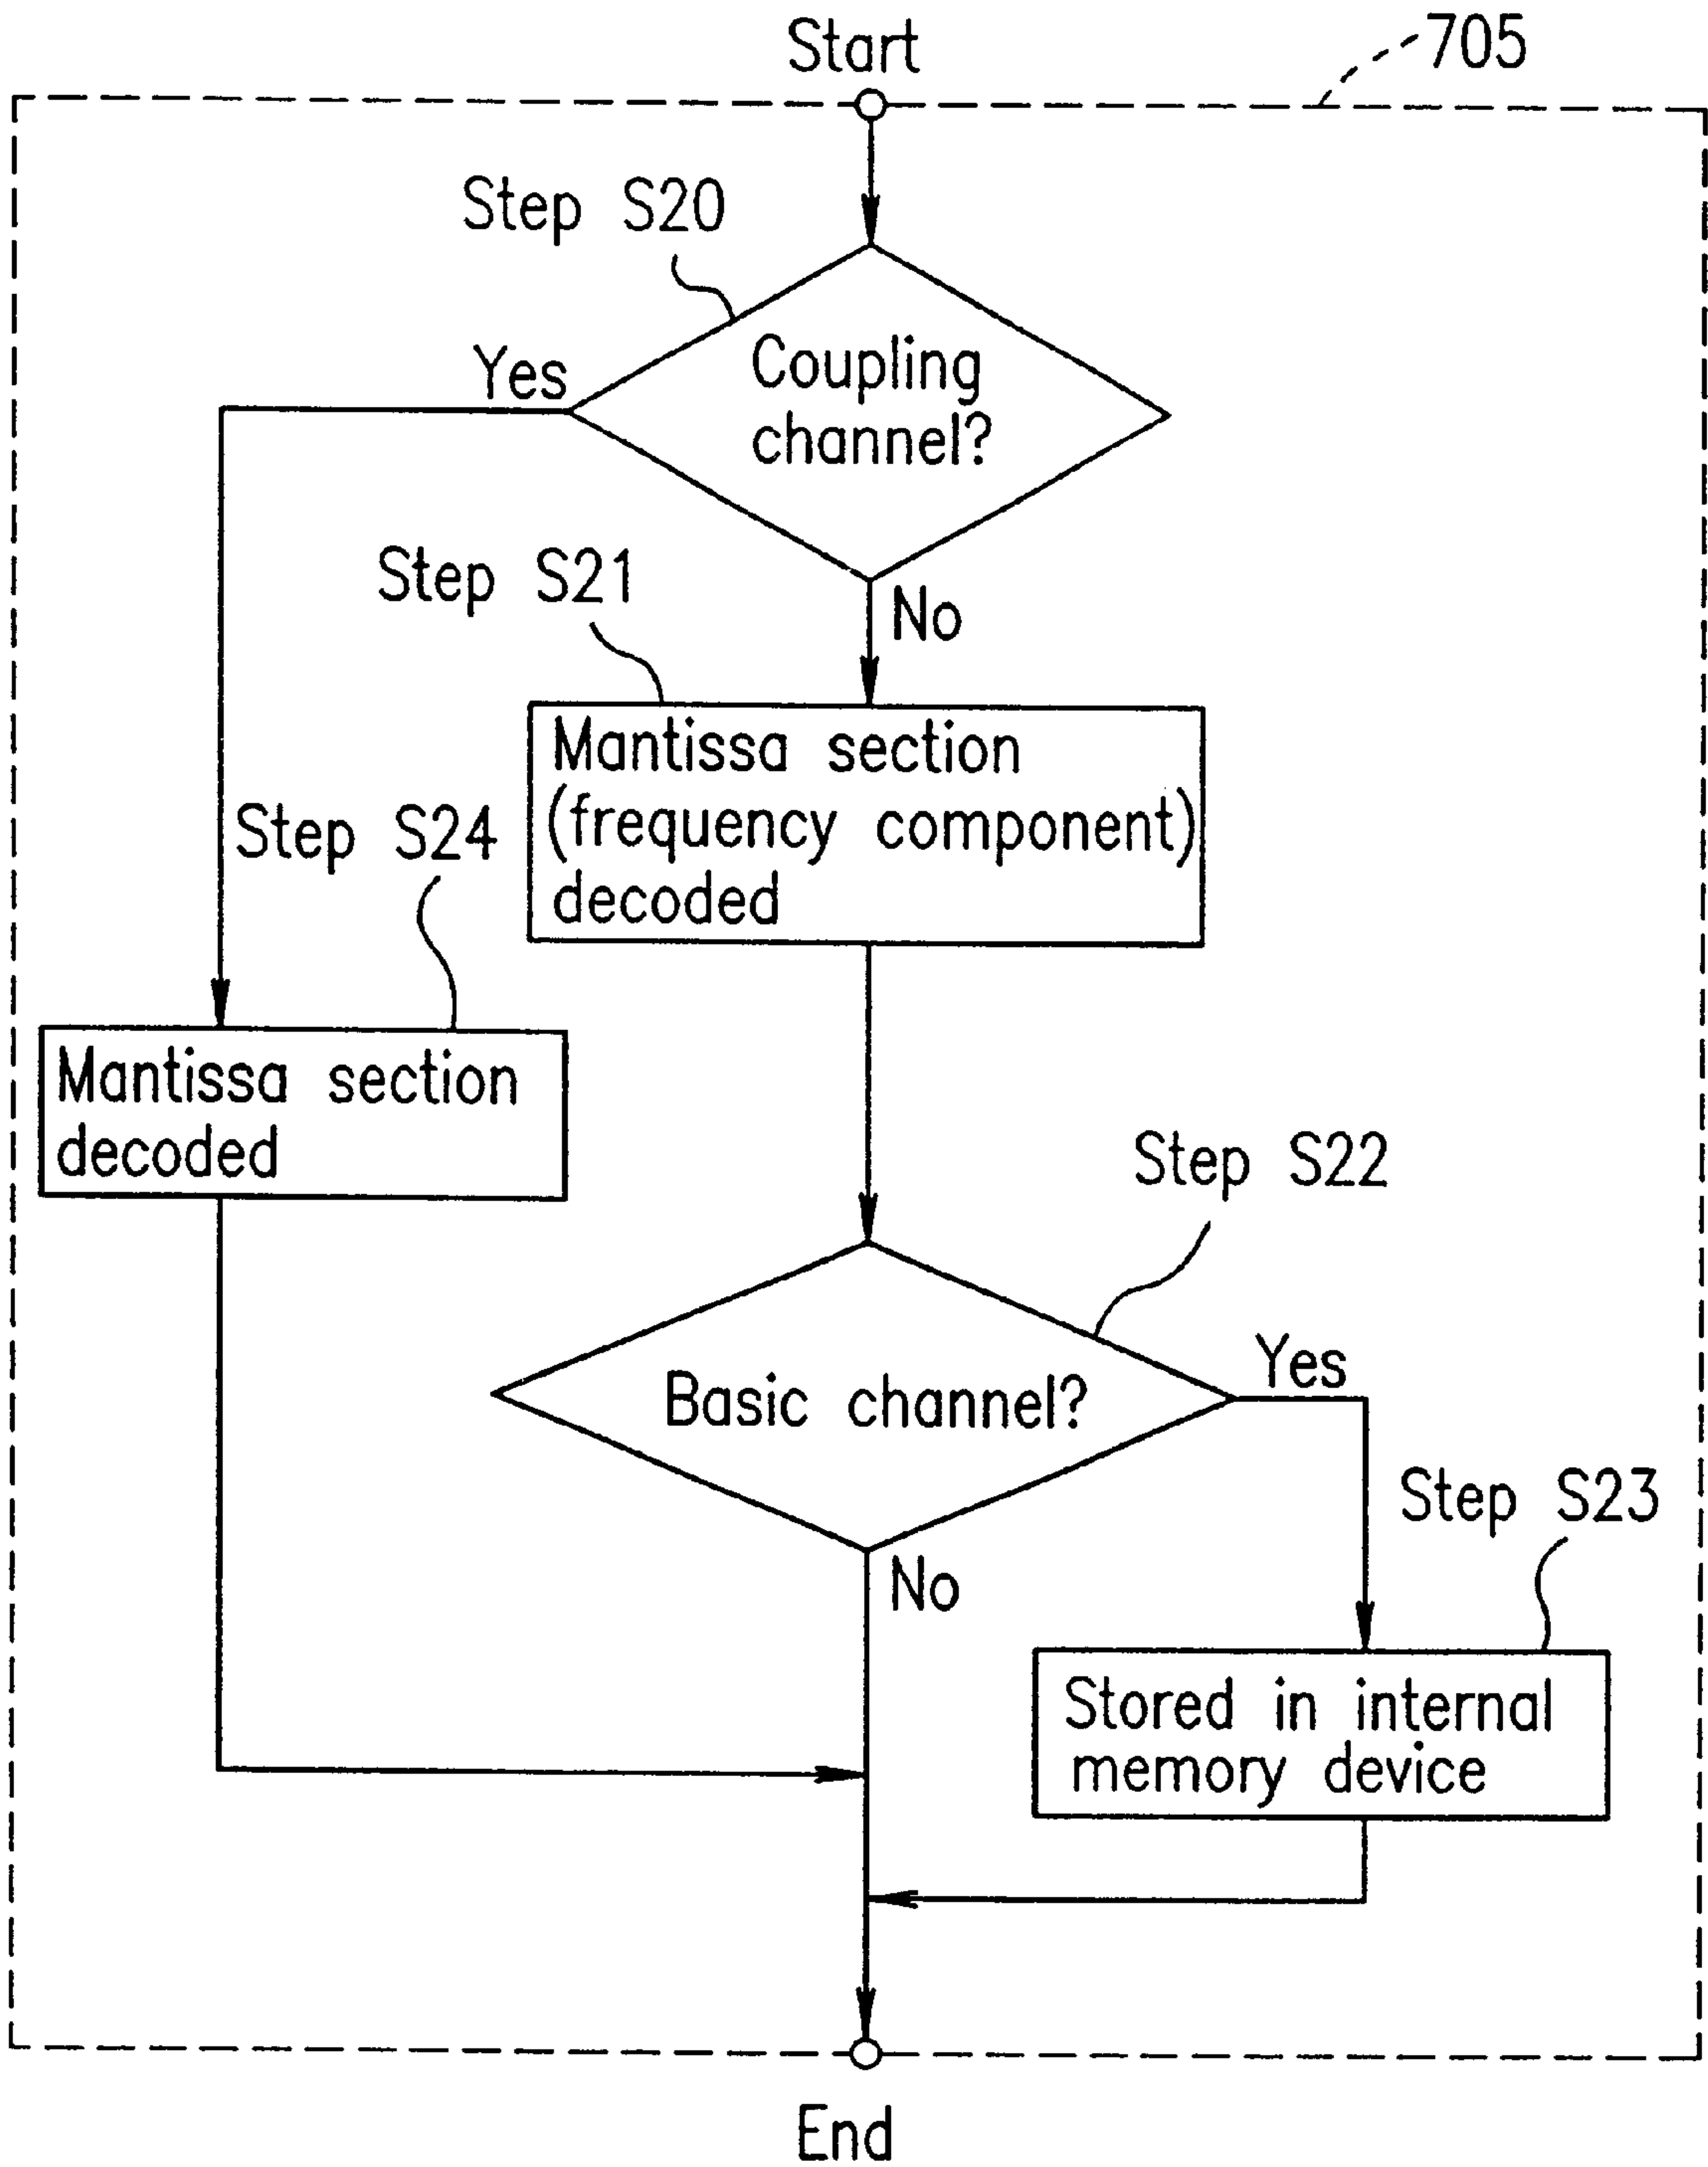 Start
705
Step S20
Coupling
channel?
Yes
No
Step S21
Mantissa section
(frequency component)
decoded
Step S24
Mantissa section
decoded
Step S22
Basic channel?
Yes
No
Step S23
Stored in internal
memory device
End